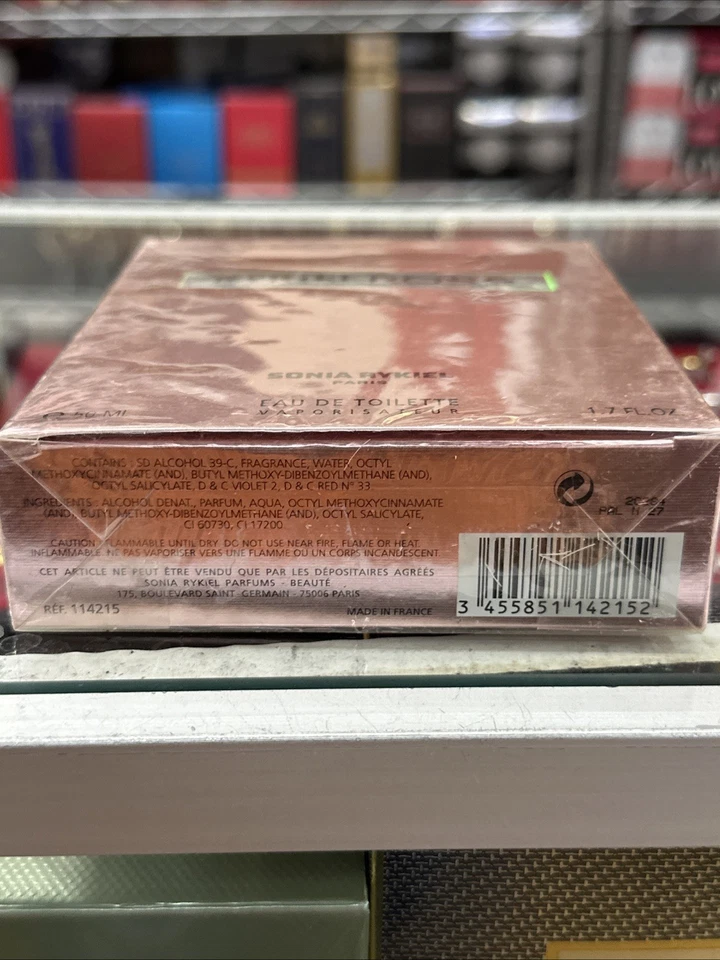 SONIA RYKIEL
PARIS
EAU DE TOILETTE
VAPORISATEUR
e 50 Ml
1.7 FL.OZ
CONTAINS : SD ALCOHOL 39-C, FRAGRANCE, WATER, OCTYL
METHOXYCINNAMATE (AND), BUTYL METHOXY-DIBENZOYLMETHANE (AND),
OCTYL SALICYLATE, D & C VIOLET 2, D & C RED N° 33
INGREDIENTS : ALCOHOL DENAT., PARFUM, AQUA, OCTYL METHOXYCINNAMATE
(AND), BUTYL METHOXY-DIBENZOYLMETHANE (AND), OCTYL SALICYLATE,
CI 60730, CI 17200
CAUTION : FLAMMABLE UNTIL DRY. DO NOT USE NEAR FIRE, FLAME OR HEAT
INFLAMMABLE. NE PAS VAPORISER VERS UNE FLAMME OU UN CORPS INCANDESCENT.
CET ARTICLE NE PEUT ÊTRE VENDU QUE PAR LES DÉPOSITAIRES AGRÉÉS
SONIA RYKIEL PARFUMS - BEAUTÉ
175, BOULEVARD SAINT GERMAIN - 75006 PARIS
RÉF. 114215
MADE IN FRANCE
3 455851 142152